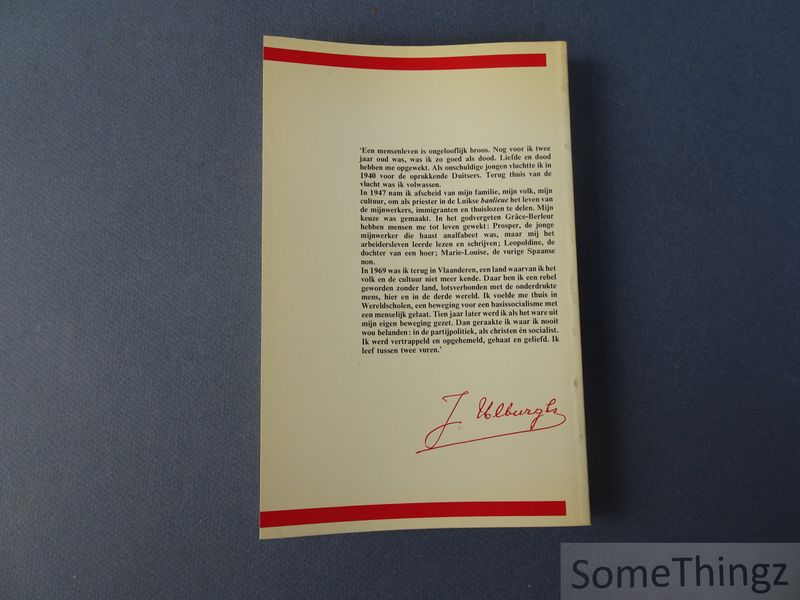 'Een mensenleven is ongelooflijk broos. Nog voor ik twee
jaar oud was, was ik zo goed als dood. Liefde en dood
hebben me opgewekt. Als onschuldige jongen vluchtte ik in
1940 voor de oprukkende Duitsers. Terug thuis van de
vlucht was ik volwassen.
In 1947 nam ik afscheid van mijn familie, mijn volk, mijn
cultuur, om als priester in de Luikse banlieue het leven van
de mijnwerkers, immigranten en thuislozen te delen. Mijn
keuze was gemaakt. In het godvergeten Grâce-Berleur
hebben mensen me tot leven gewekt: Prosper, de jonge
mijnwerker die haast analfabeet was, maar mij het
arbeidersleven leerde lezen en schrijven; Leopoldine, de
dochter van een hoer; Marie-Louise, de vurige Spaanse
non.
In 1969 was ik terug in Vlaanderen, een land waarvan ik het
volk en de cultuur niet meer kende. Daar ben ik een rebel
geworden zonder land, lotsverbonden met de onderdrukte
mens, hier en in de derde wereld. Ik voelde me thuis in
Wereldscholen, een beweging voor een basissocialisme met
een menselijk gelaat. Tien jaar later werd ik als het ware uit
mijn eigen beweging gezet. Dan geraakte ik waar ik nooit
wou belanden: in de partijpolitiek, als christen én socialist.
Ik werd vertrappeld en opgehemeld, gehaat en geliefd. Ik
leef tussen twee vuren.'
J. Ulburghs
SomeThingz